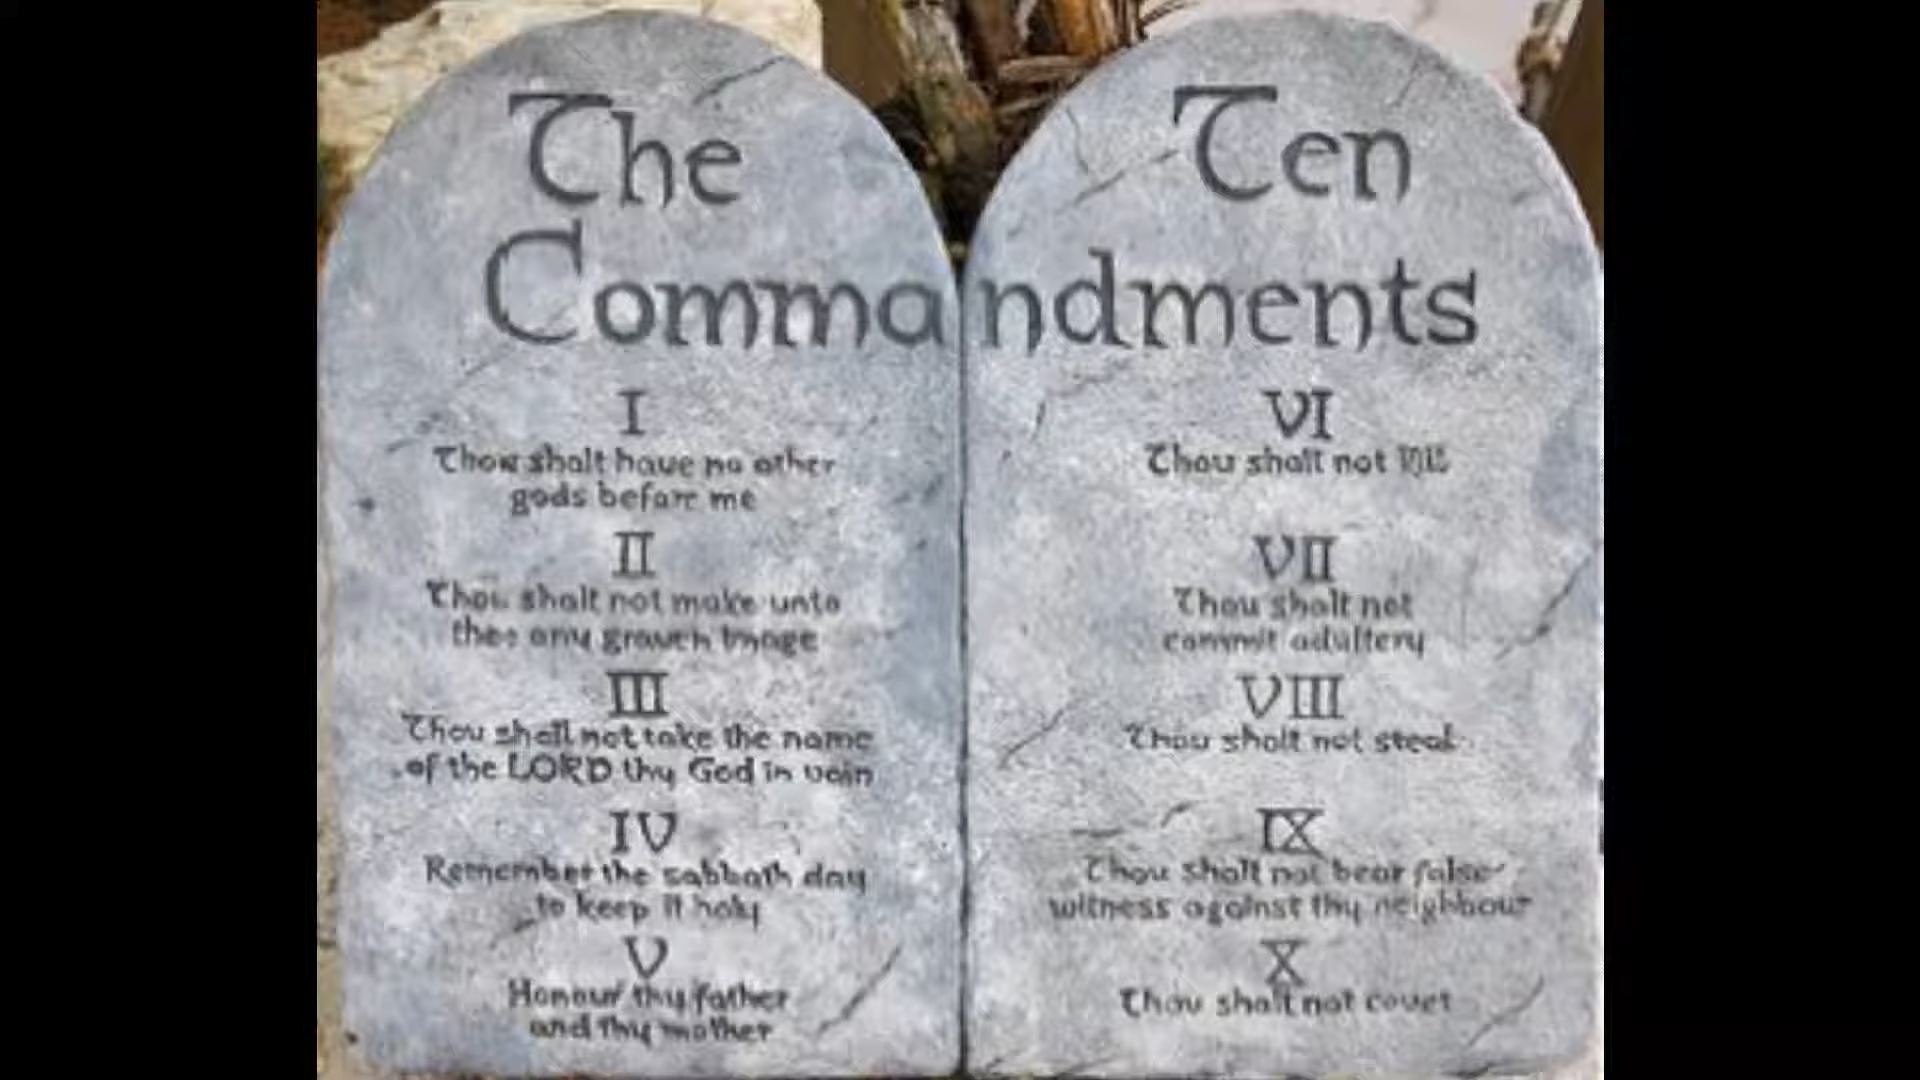 The Ten
Commandments
I
Thou shalt have no other
gods before me
II
Thou shalt not make unto
thee any graven image
III
Thou shalt not take the name
of the LORD thy God in vain
IV
Remember the sabbath day
to keep it holy
V
Honour thy father
and thy mother
VI
Thou shalt not
VII
Thou shalt not
commit adultery
VIII
Thou shalt not steal
IX
Thou shalt not bear false
witness against thy neighbour
X
Thou shalt not covet